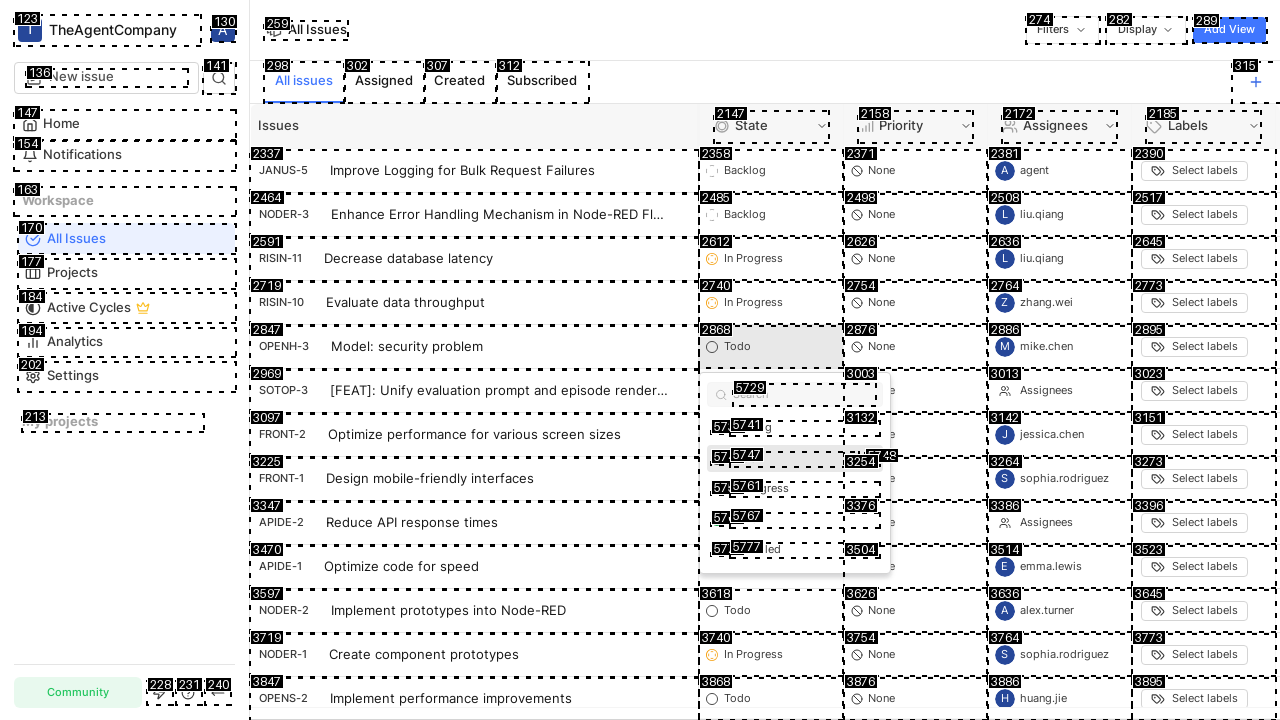 123 TheAgentCompany 130 A
136 New issue 141
147 Home
154 Notifications
163 Workspace
170 All Issues
177 Projects
184 Active Cycles
194 Analytics
202 Settings
213 My projects
Community 228 231 240
259 All Issues 274 Filters 282 Display 289 Add View
298 All issues 302 Assigned 307 Created 312 Subscribed 315
Issues 2147 State 2158 Priority 2172 Assignees 2185 Labels
2337 JANUS-5 Improve Logging for Bulk Request Failures 2358 Backlog 2371 None 2381 A agent 2390 Select labels
2464 NODER-3 Enhance Error Handling Mechanism in Node-RED Fl... 2485 Backlog 2498 None 2508 L liu.qiang 2517 Select labels
2591 RISIN-11 Decrease database latency 2612 In Progress 2626 None 2636 L liu.qiang 2645 Select labels
2719 RISIN-10 Evaluate data throughput 2740 In Progress 2754 None 2764 Z zhang.wei 2773 Select labels
2847 OPENH-3 Model: security problem 2868 Todo 2876 None 2886 M mike.chen 2895 Select labels
2969 SOTOP-3 [FEAT]: Unify evaluation prompt and episode render... 5729 Search 3003 3013 Assignees 3023 Select labels
3097 FRONT-2 Optimize performance for various screen sizes 5741 3132 3142 J jessica.chen 3151 Select labels
3225 FRONT-1 Design mobile-friendly interfaces 5747 3254 3264 S sophia.rodriguez 3273 Select labels
3347 APIDE-2 Reduce API response times 5761 5767 3376 3386 Assignees 3396 Select labels
3470 APIDE-1 Optimize code for speed 5777 3504 3514 E emma.lewis 3523 Select labels
3597 NODER-2 Implement prototypes into Node-RED 3618 Todo 3626 None 3636 A alex.turner 3645 Select labels
3719 NODER-1 Create component prototypes 3740 In Progress 3754 None 3764 S sophia.rodriguez 3773 Select labels
3847 OPENS-2 Implement performance improvements 3868 Todo 3876 None 3886 H huang.jie 3895 Select labels